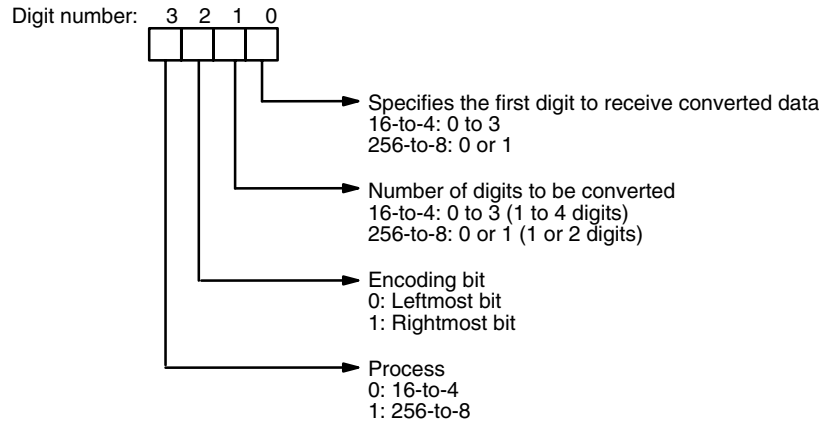 Digit number: 3 2 1 0
Specifies the first digit to receive converted data
16-to-4: 0 to 3
256-to-8: 0 or 1
Number of digits to be converted
16-to-4: 0 to 3 (1 to 4 digits)
256-to-8: 0 or 1 (1 or 2 digits)
Encoding bit
0: Leftmost bit
1: Rightmost bit
Process
0: 16-to-4
1: 256-to-8